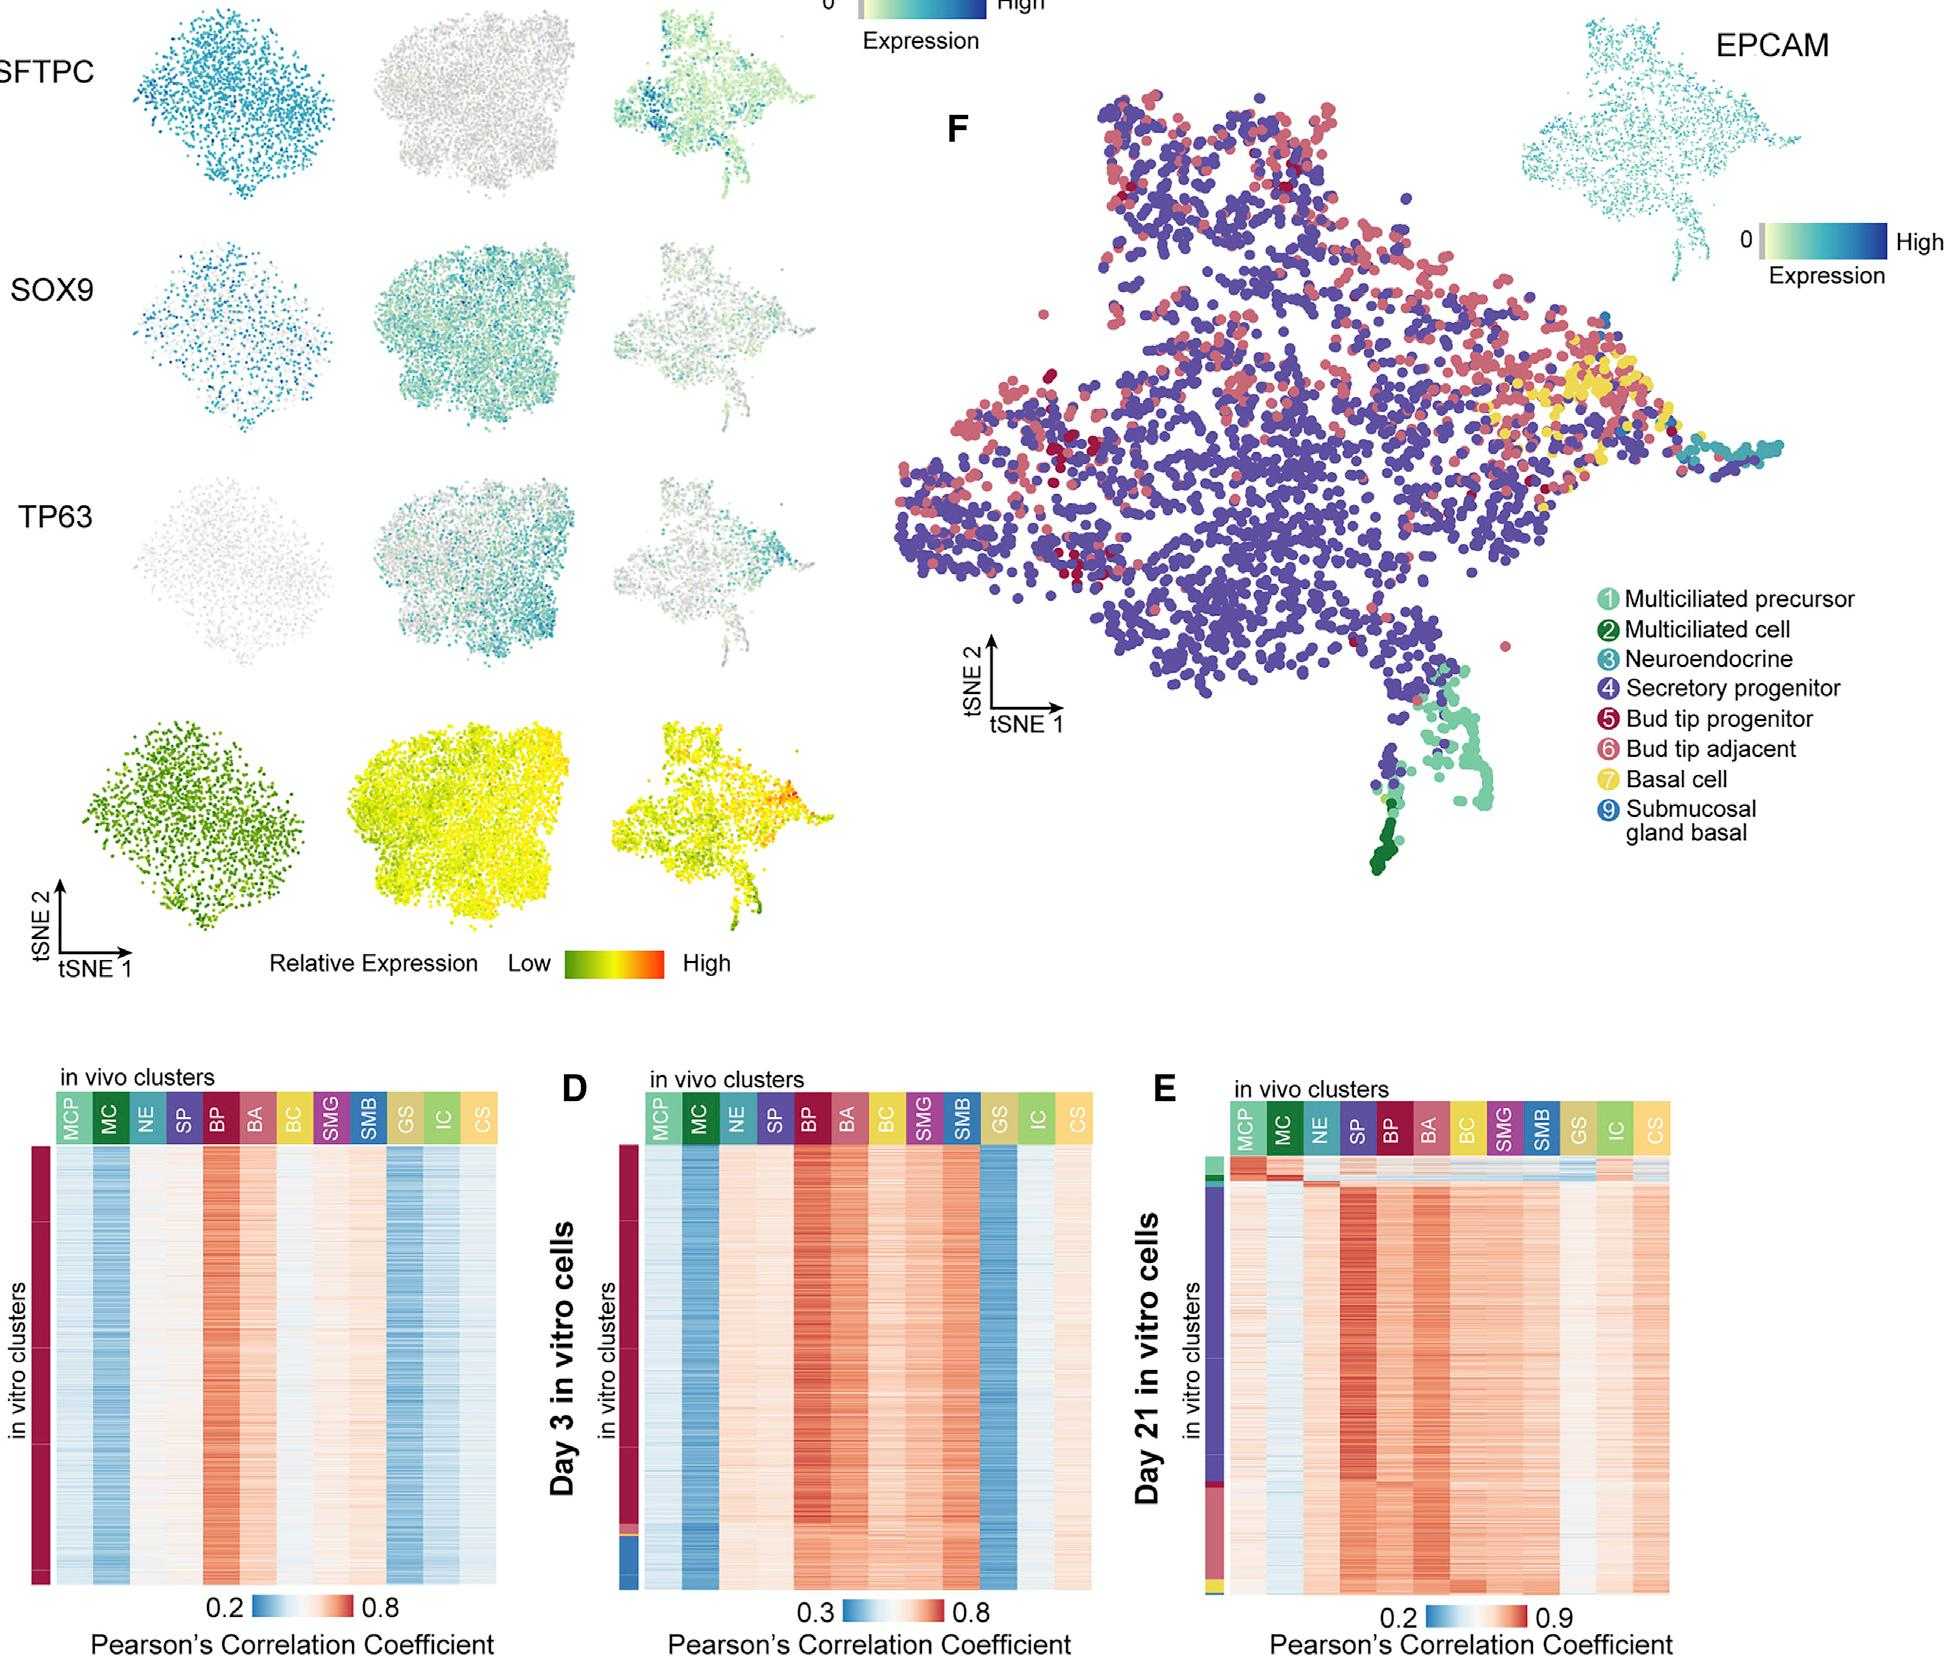 0
High
Expression
SFTPC
EPCAM
F
0
High
Expression
SOX9
TP63
tSNE 2
tSNE 1
1 Multiciliated precursor
2 Multiciliated cell
3 Neuroendocrine
4 Secretory progenitor
5 Bud tip progenitor
6 Bud tip adjacent
7 Basal cell
9 Submucosal
gland basal
tSNE 2
tSNE 1
Relative Expression Low High
in vivo clusters
MCP MC NE SP BP BA BC SMG SMB GS IC CS
in vitro clusters
0.2 0.8
Pearson's Correlation Coefficient
D
in vivo clusters
MCP MC NE SP BP BA BC SMG SMB GS IC CS
Day 3 in vitro cells
in vitro clusters
0.3 0.8
Pearson's Correlation Coefficient
E
in vivo clusters
MCP MC NE SP BP BA BC SMG SMB GS IC CS
Day 21 in vitro cells
in vitro clusters
0.2 0.9
Pearson's Correlation Coefficient